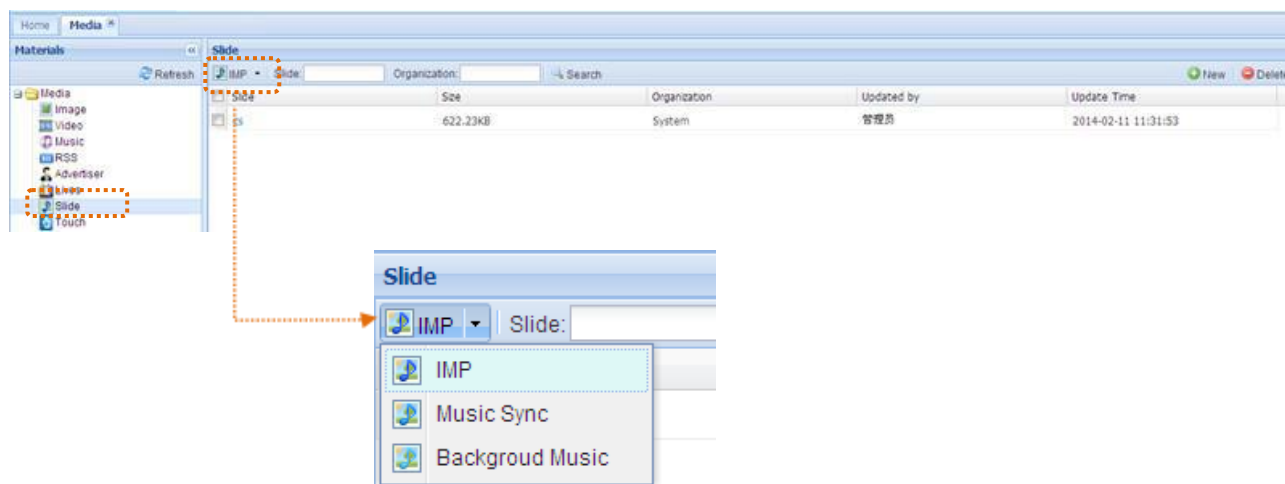 Home Media
Materials Slide
Refresh IMP Slide: Organization: Search New Delete
Media Slide Size Organization Updated by Update Time
Image
Video 622.23KB System 管理员 2014-02-11 11:31:53
Music
RSS
Advertiser
Slide
Touch
Slide
IMP Slide:
IMP
Music Sync
Backgroud Music